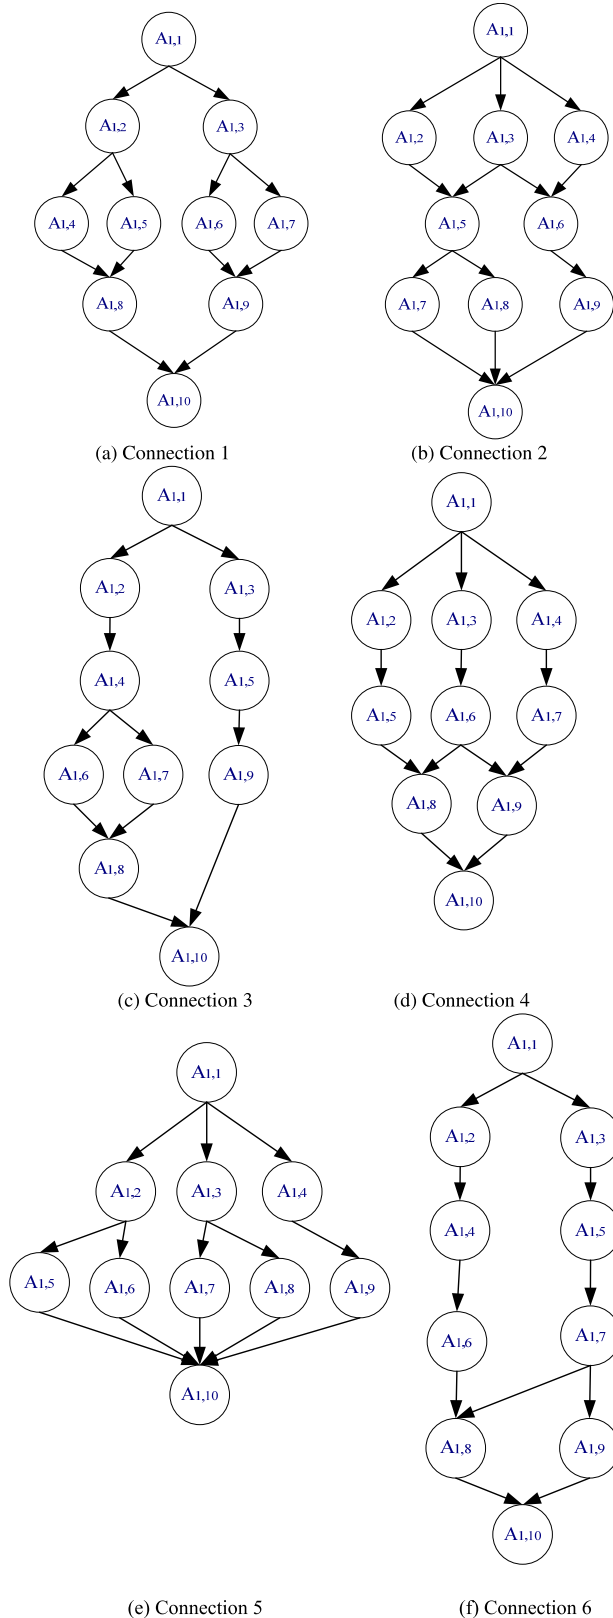 A1,1
A1,2 A1,3
A1,4 A1,5 A1,6 A1,7
A1,8 A1,9
A1,10
(a) Connection 1
A1,1
A1,2 A1,3 A1,4
A1,5 A1,6
A1,7 A1,8 A1,9
A1,10
(b) Connection 2
A1,1
A1,2 A1,3
A1,4 A1,5
A1,6 A1,7 A1,9
A1,8
A1,10
(c) Connection 3
A1,1
A1,2 A1,3 A1,4
A1,5 A1,6 A1,7
A1,8 A1,9
A1,10
(d) Connection 4
A1,1
A1,2 A1,3 A1,4
A1,5 A1,6 A1,7 A1,8 A1,9
A1,10
(e) Connection 5
A1,1
A1,2 A1,3
A1,4 A1,5
A1,6 A1,7
A1,8 A1,9
A1,10
(f) Connection 6